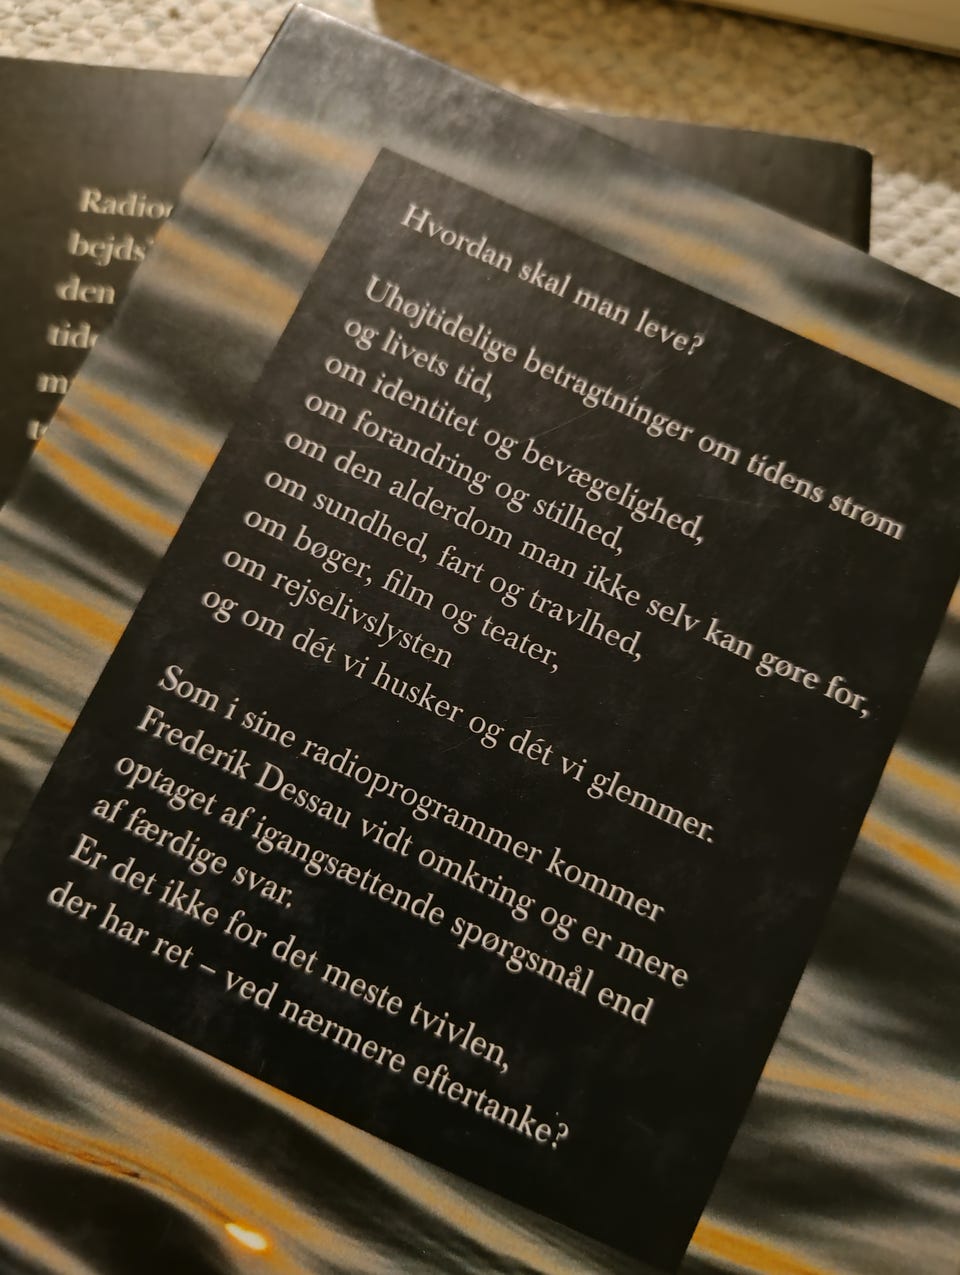 Hvordan skal man leve?
Uhøjtidelige betragtninger om tidens strøm
og livets tid,
om identitet og bevægelighed,
om forandring og stilhed,
om den alderdom man ikke selv kan gøre for,
om sundhed, fart og travlhed,
om bøger, film og teater,
om rejselivslysten
og om dét vi husker og dét vi glemmer.
Som i sine radioprogrammer kommer
Frederik Dessau vidt omkring og er mere
optaget af igangsættende spørgsmål end
af færdige svar.
Er det ikke for det meste tvivlen,
der har ret – ved nærmere eftertanke?
den